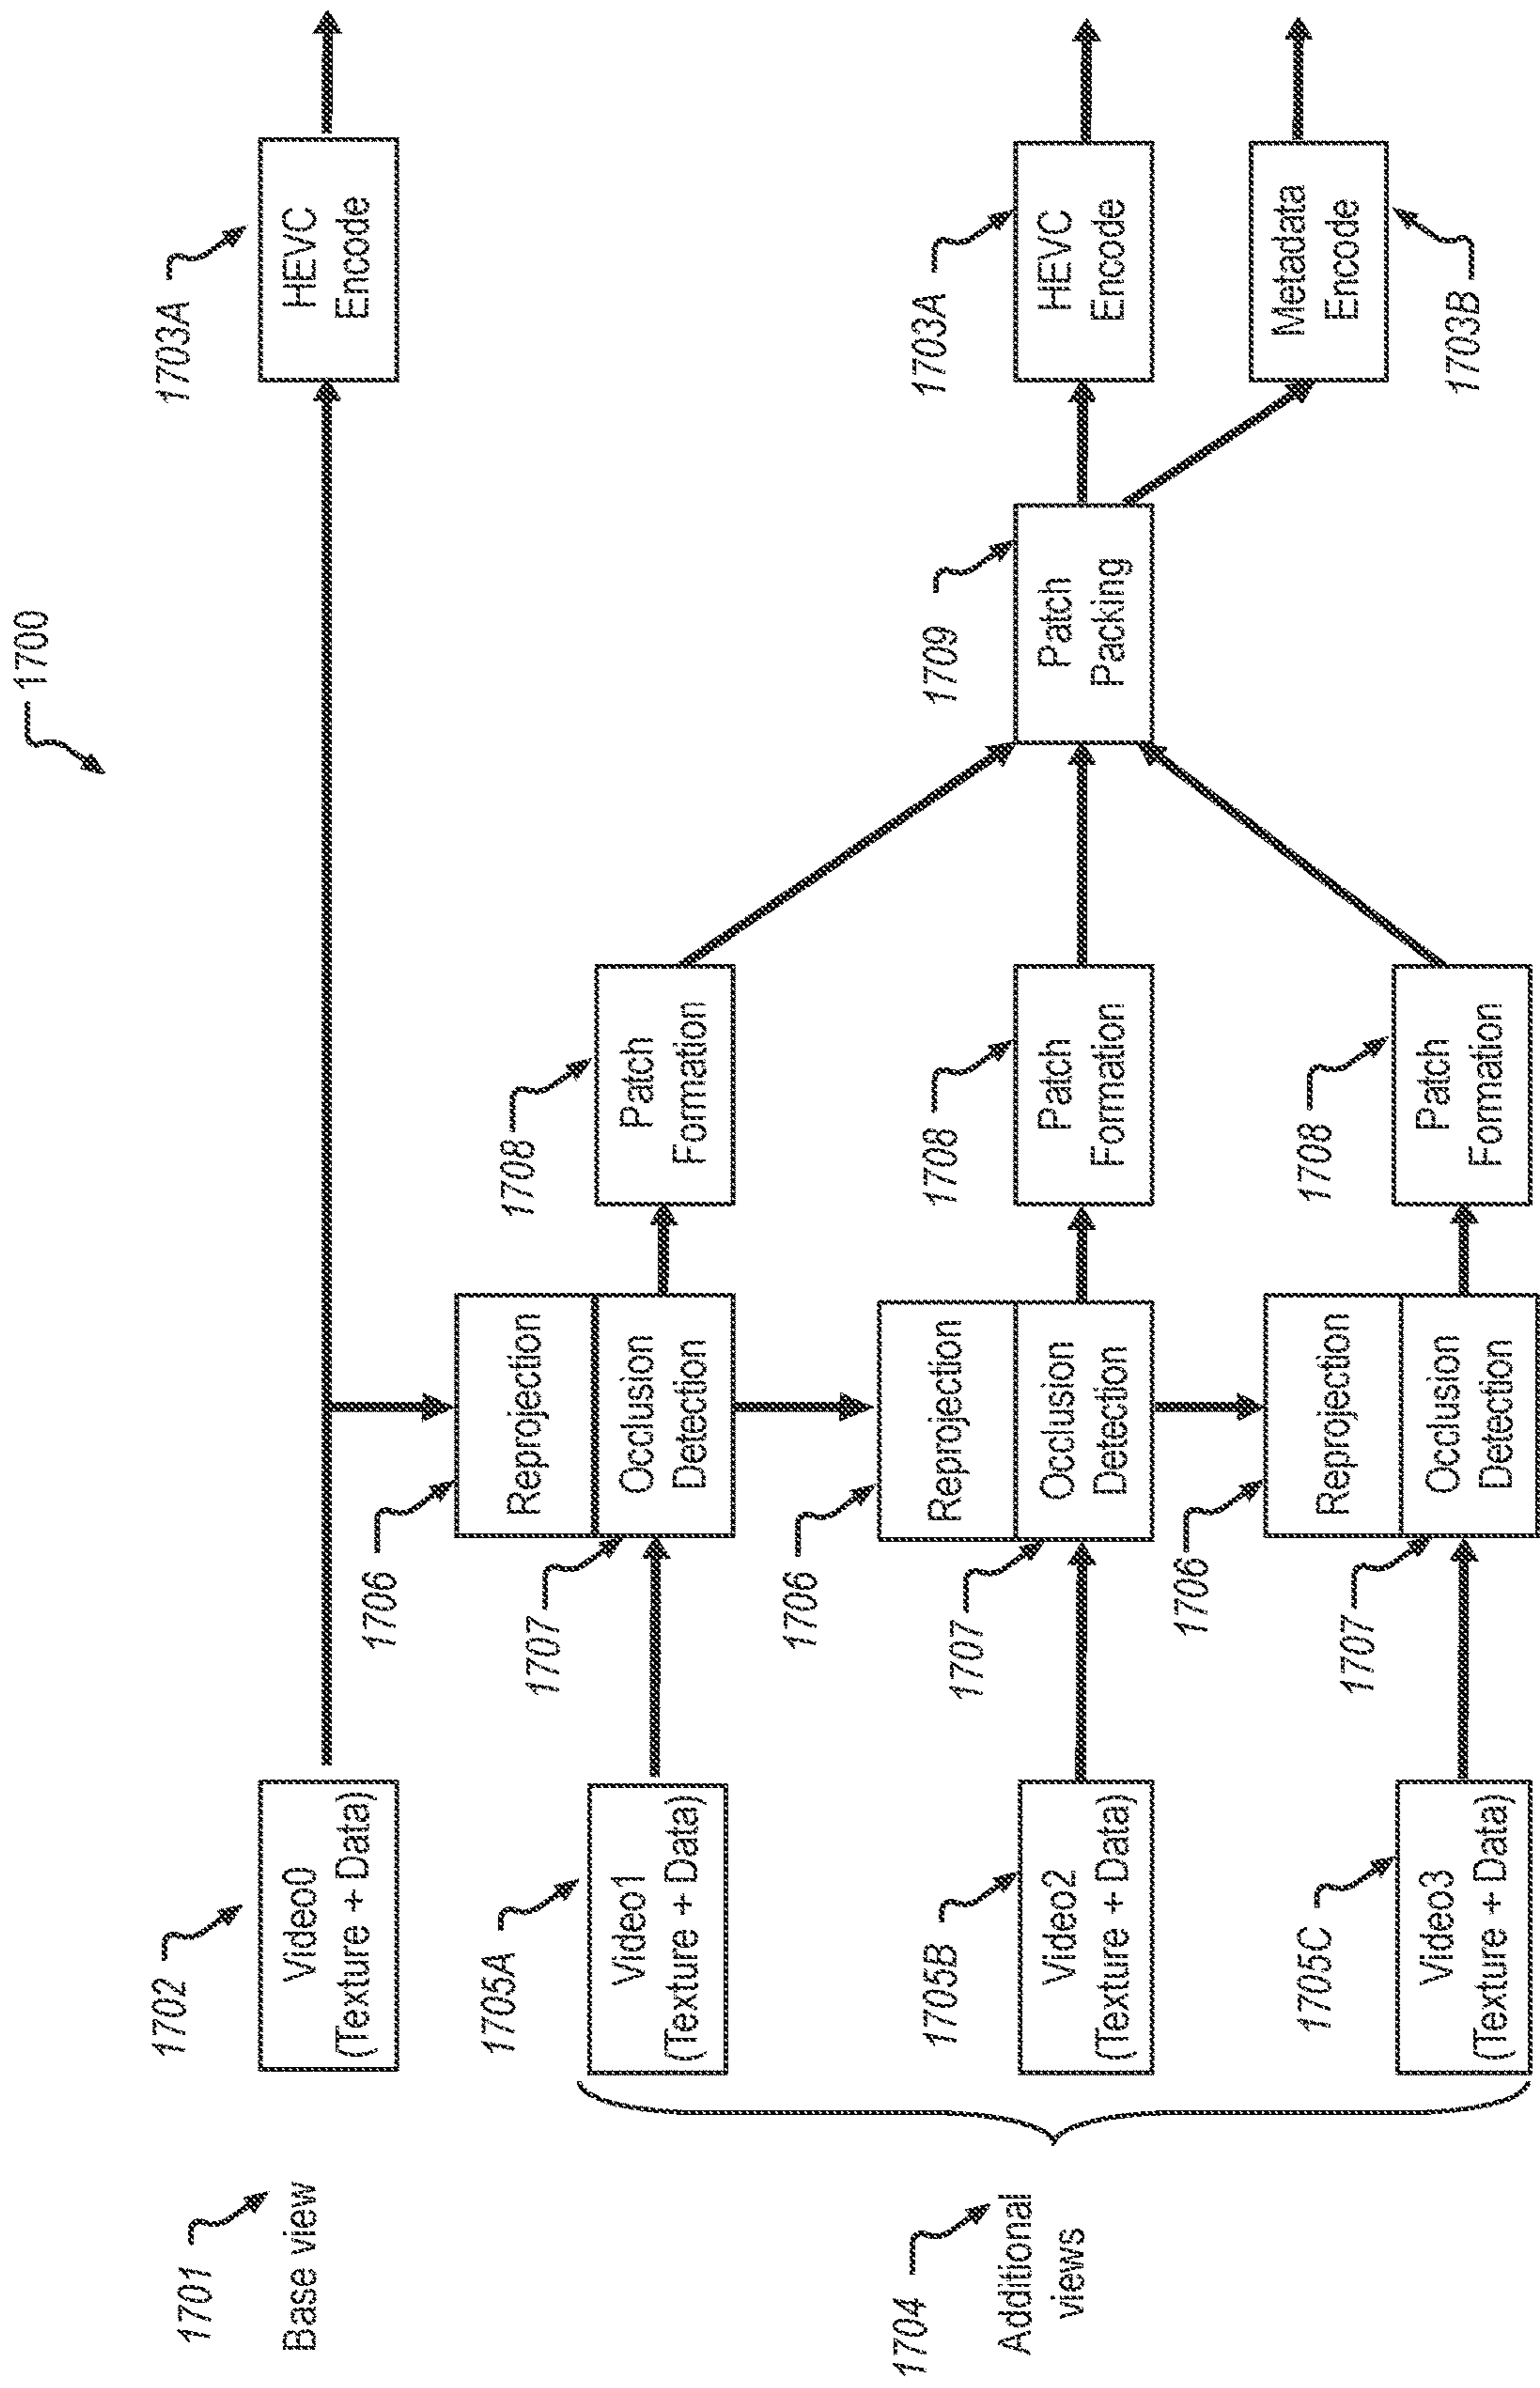 1700
1701
Base view
1702
Video0
(Texture + Data)
1703A
HEVC
Encode
1704
Additional
views
1705A
Video1
(Texture + Data)
1706
Reprojection
1707
Occlusion
Detection
1708
Patch
Formation
1705B
Video2
(Texture + Data)
1706
Reprojection
1707
Occlusion
Detection
1708
Patch
Formation
1709
Patch
Packing
1703A
HEVC
Encode
1705C
Video3
(Texture + Data)
1706
Reprojection
1707
Occlusion
Detection
1708
Patch
Formation
Metadata
Encode
1703B